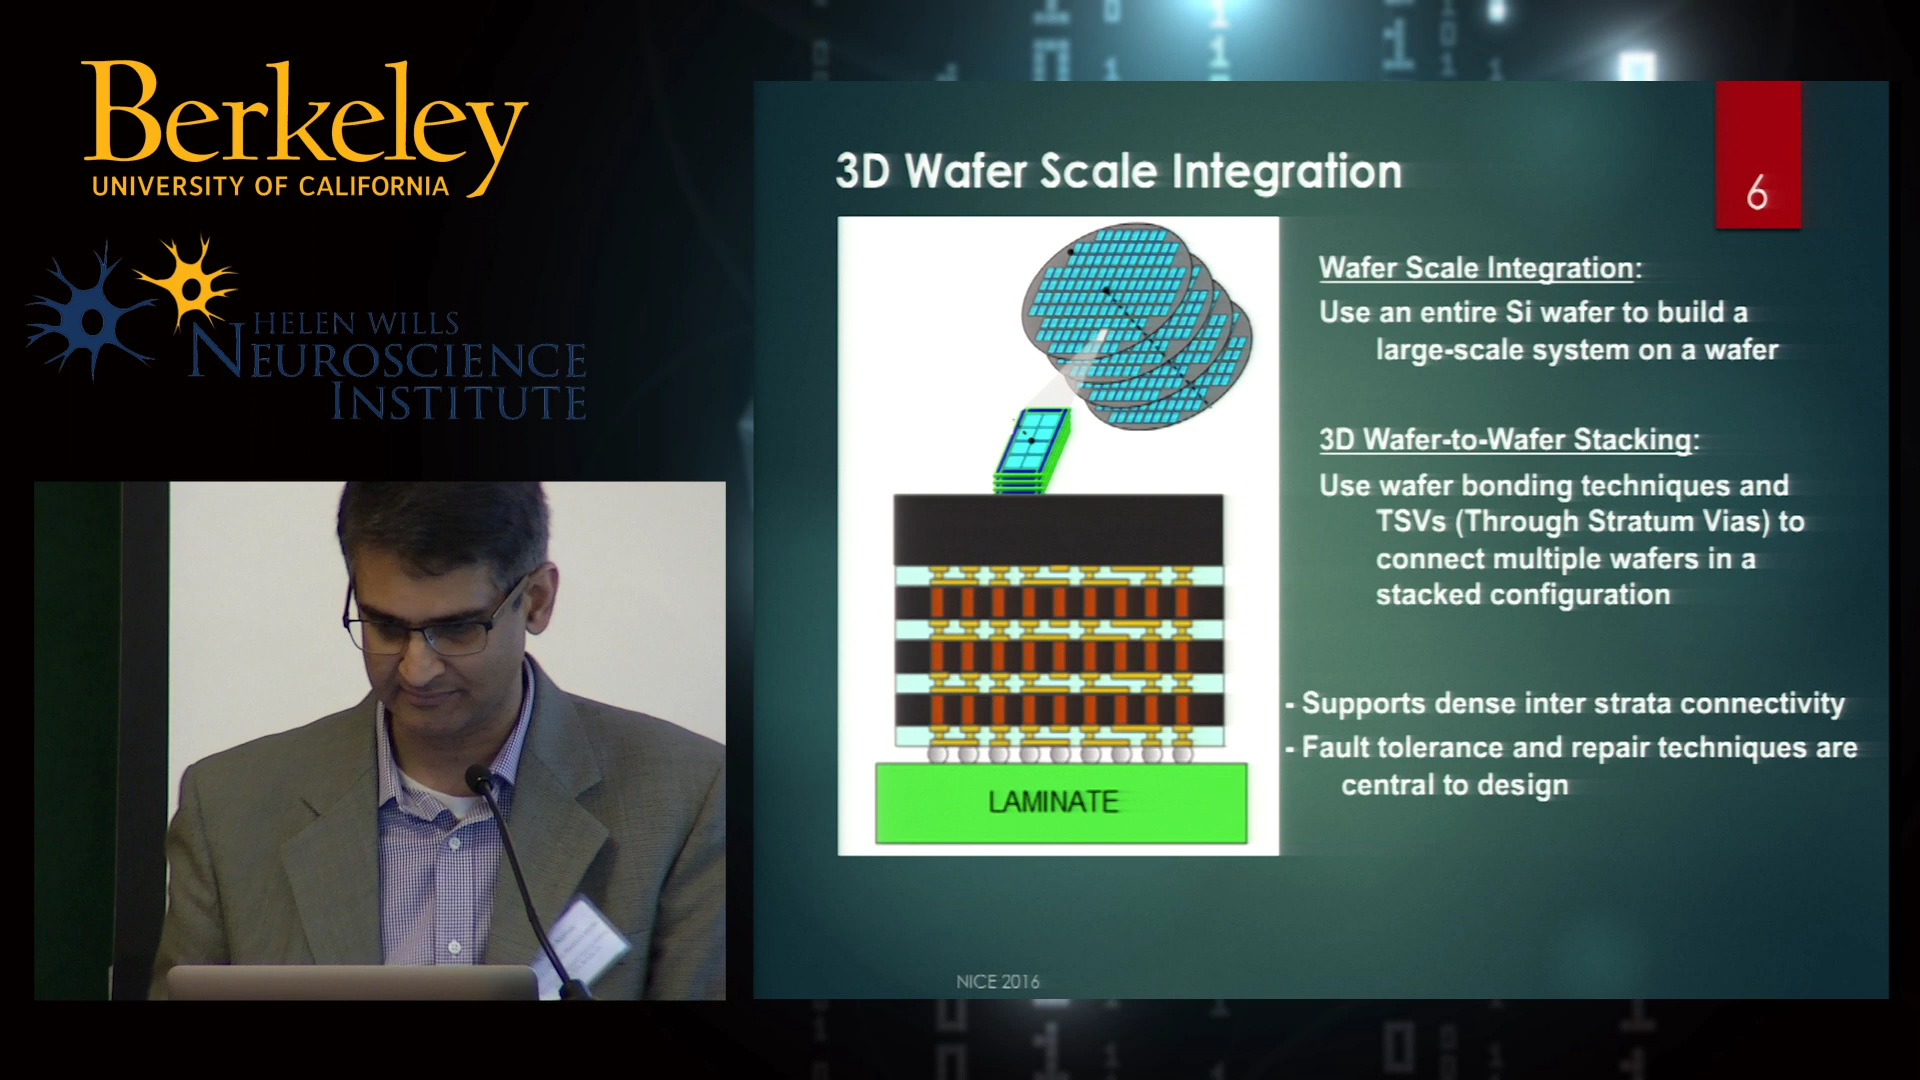 Berkeley
UNIVERSITY OF CALIFORNIA
HELEN WILLS
NEUROSCIENCE
INSTITUTE
3D Wafer Scale Integration
6
Wafer Scale Integration:
Use an entire Si wafer to build a
large-scale system on a wafer
3D Wafer-to-Wafer Stacking:
Use wafer bonding techniques and
TSVs (Through Stratum Vias) to
connect multiple wafers in a
stacked configuration
- Supports dense inter strata connectivity
- Fault tolerance and repair techniques are
central to design
LAMINATE
NICE 2016